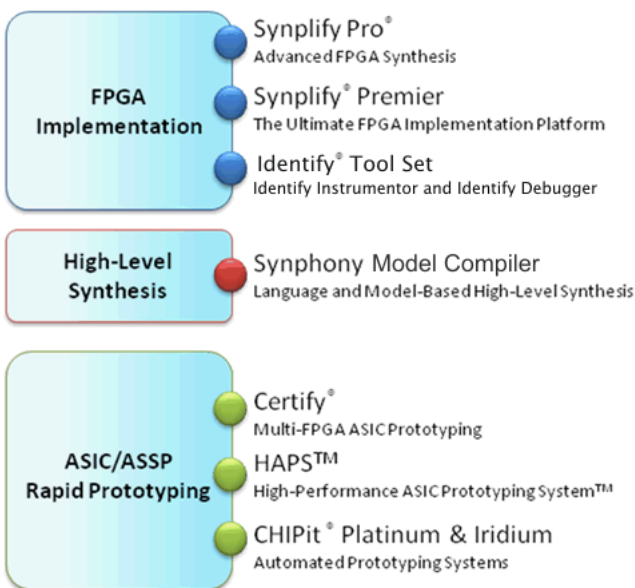 FPGA
Implementation
Synplify Pro®
Advanced FPGA Synthesis
Synplify® Premier
The Ultimate FPGA Implementation Platform
Identify® Tool Set
Identify Instrumentor and Identify Debugger
High-Level
Synthesis
Synphony Model Compiler
Language and Model-Based High-Level Synthesis
ASIC/ASSP
Rapid Prototyping
Certify®
Multi-FPGA ASIC Prototyping
HAPS™
High-Performance ASIC Prototyping System™
CHIPit® Platinum & Iridium
Automated Prototyping Systems